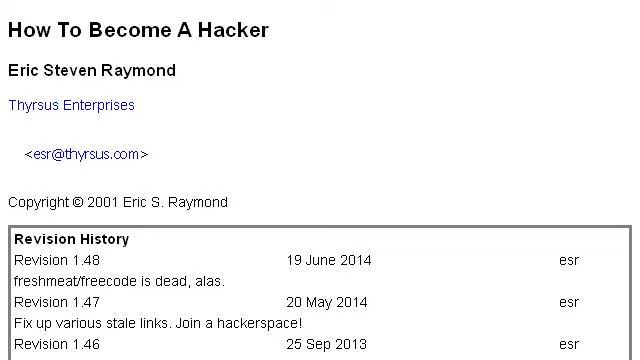 How To Become A Hacker
Eric Steven Raymond
Thyrsus Enterprises
<esr@thyrsus.com>
Copyright © 2001 Eric S. Raymond
Revision History
Revision 1.48 19 June 2014 esr
freshmeat/freecode is dead, alas.
Revision 1.47 20 May 2014 esr
Fix up various stale links. Join a hackerspace!
Revision 1.46 25 Sep 2013 esr